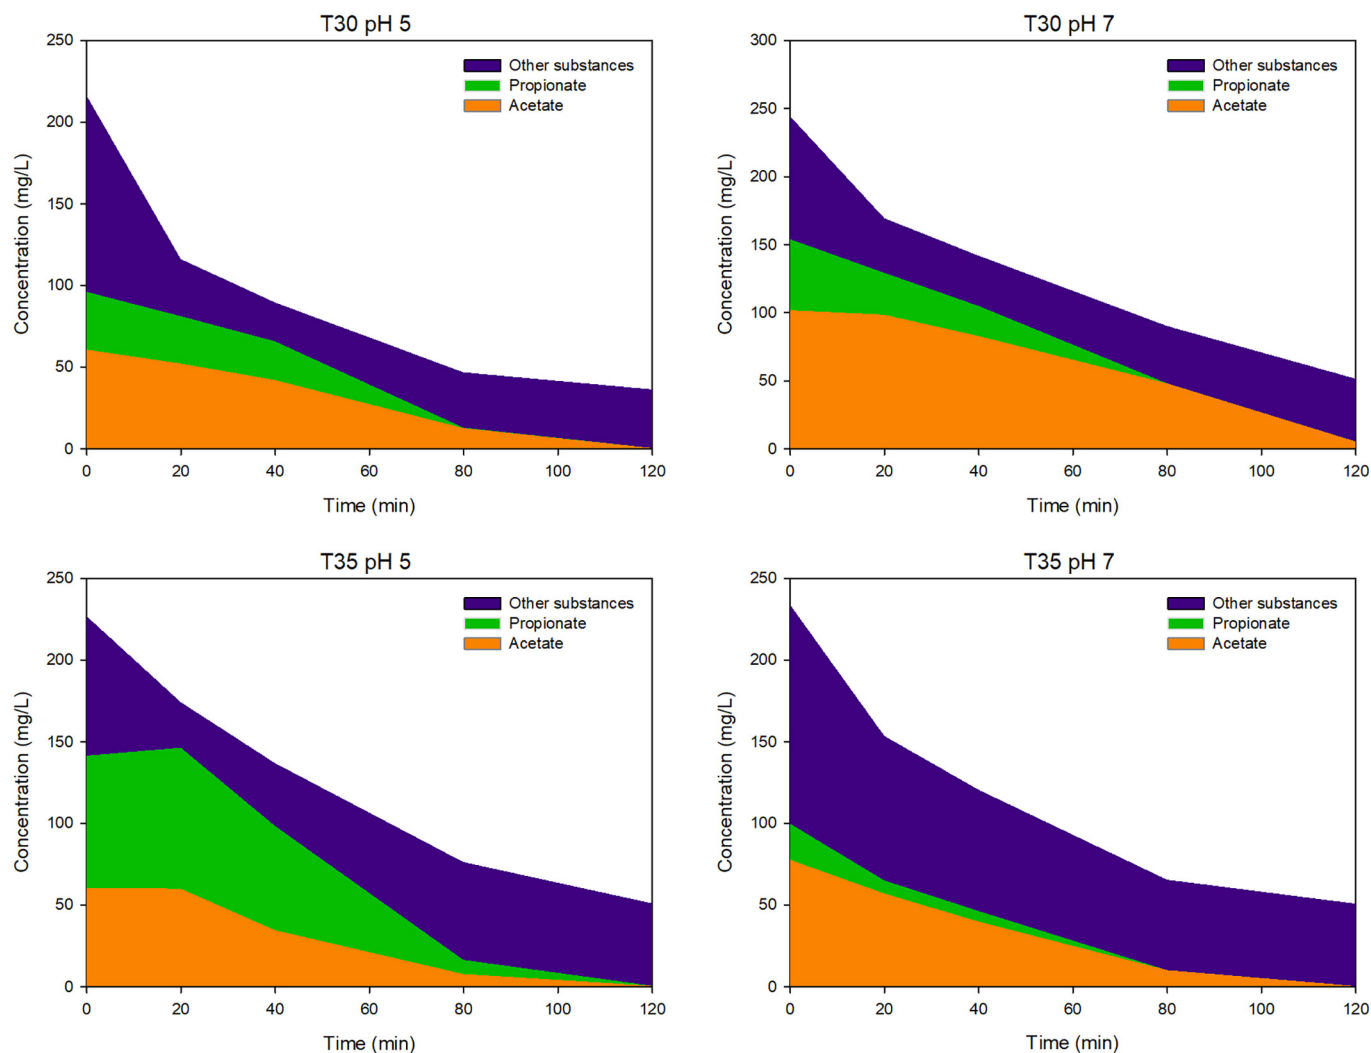 T30 pH 5
250
200
150
100
50
0
Concentration (mg/L)
Other substances
Propionate
Acetate
0 20 40 60 80 100 120
Time (min)
T30 pH 7
300
250
200
150
100
50
0
Concentration (mg/L)
Other substances
Propionate
Acetate
0 20 40 60 80 100 120
Time (min)
T35 pH 5
250
200
150
100
50
0
Concentration (mg/L)
Other substances
Propionate
Acetate
0 20 40 60 80 100 120
Time (min)
T35 pH 7
250
200
150
100
50
0
Concentration (mg/L)
Other substances
Propionate
Acetate
0 20 40 60 80 100 120
Time (min)